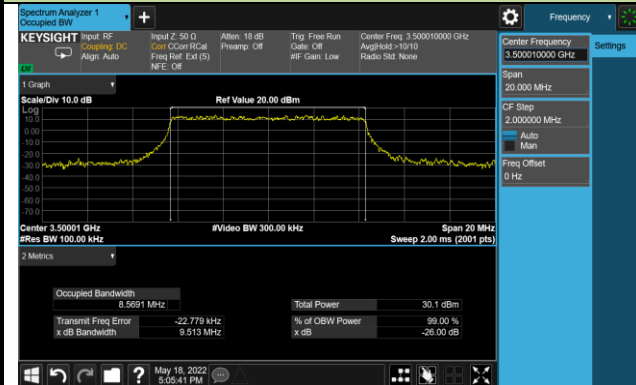 Spectrum Analyzer 1
Occupied BW
Frequency
KEYSIGHT
Input: RF
Coupling: DC
Align: Auto
Input Z: 50 Ω
Corr CCorr RCal
Freq Ref: Ext (S)
NFE: Off
Atten: 18 dB
Preamp: Off
Trig: Free Run
Gate: Off
#IF Gain: Low
Center Freq: 3.500010000 GHz
Avg|Hold:>10/10
Radio Std: None
Center Frequency
3.500010000 GHz
Settings
Span
20.000 MHz
CF Step
2.000000 MHz
Auto
Man
Freq Offset
0 Hz
1 Graph
Scale/Div 10.0 dB
Ref Value 20.00 dBm
Log
10.0
0.00
-10.0
-20.0
-30.0
-40.0
-50.0
-60.0
-70.0
Center 3.50001 GHz
#Video BW 300.00 kHz
Span 20 MHz
#Res BW 100.00 kHz
Sweep 2.00 ms (2001 pts)
2 Metrics
Occupied Bandwidth
8.5691 MHz
Total Power
30.1 dBm
Transmit Freq Error
-22.779 kHz
% of OBW Power
99.00 %
x dB Bandwidth
9.513 MHz
x dB
-26.00 dB
May 18, 2022
5:05:41 PM